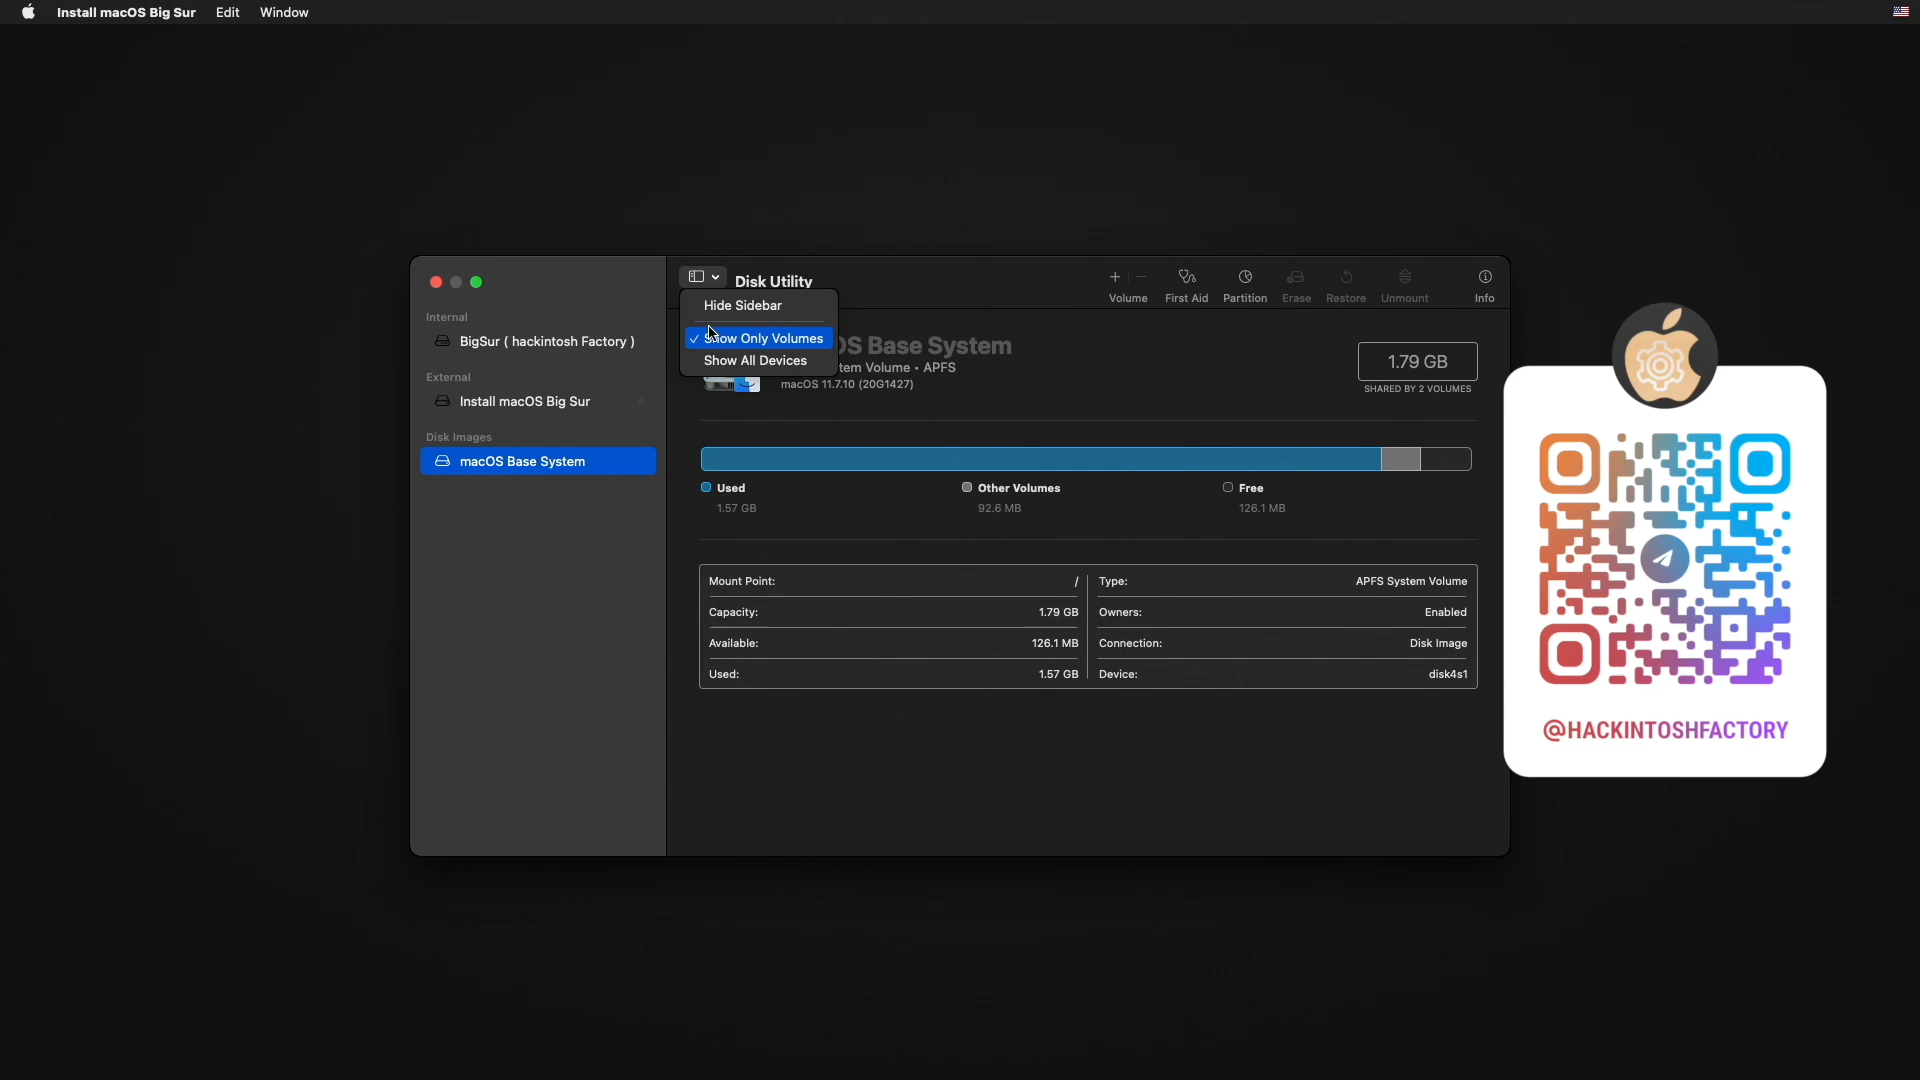 Install macOS Big Sur Edit Window
Disk Utility
Volume First Aid Partition Erase Restore Unmount Info
Hide Sidebar
✓ Show Only Volumes
Show All Devices
Internal
BigSur ( hackintosh Factory )
External
Install macOS Big Sur
Disk Images
macOS Base System
OS Base System
tem Volume • APFS
macOS 11.7.10 (20G1427)
1.79 GB
SHARED BY 2 VOLUMES
Used
1.57 GB
Other Volumes
92.6 MB
Free
126.1 MB
Mount Point: /
Type: APFS System Volume
Capacity: 1.79 GB
Owners: Enabled
Available: 126.1 MB
Connection: Disk Image
Used: 1.57 GB
Device: disk4s1
@HACKINTOSHFACTORY